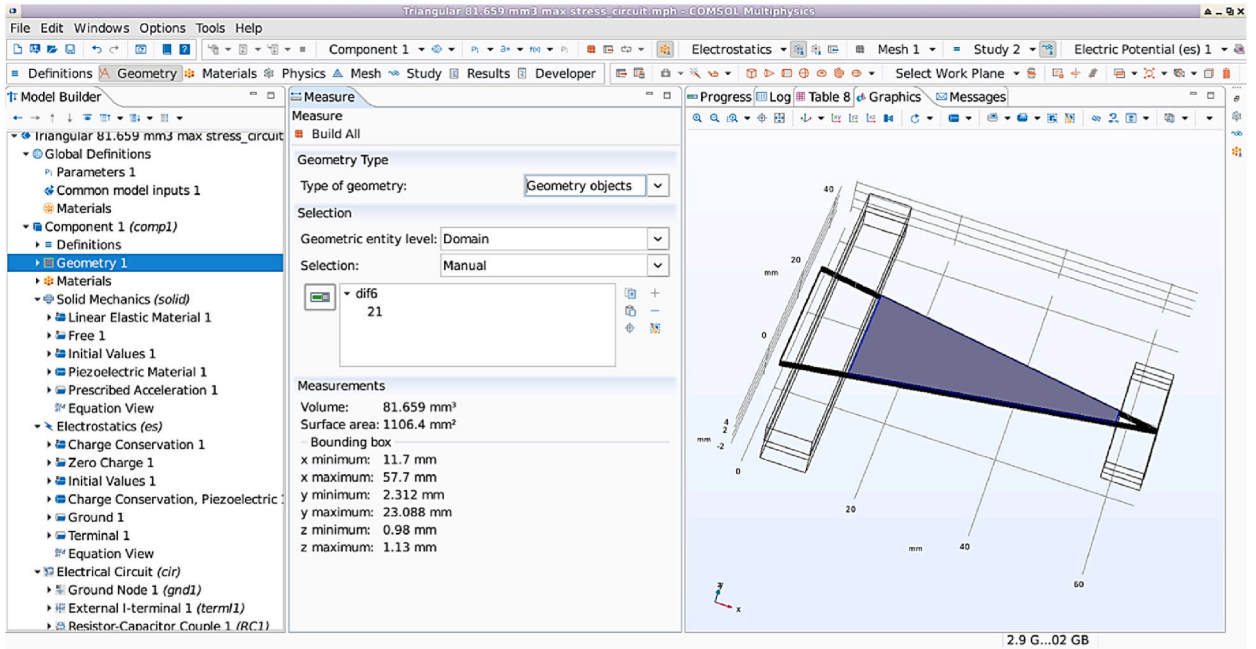 Triangular 81.659 mm3 max stress_circuit.mph - COMSOL Multiphysics
File Edit Windows Options Tools Help
Component 1
Electrostatics
Mesh 1
Study 2
Electric Potential (es) 1
Definitions
Geometry
Materials
Physics
Mesh
Study
Results
Developer
Select Work Plane
Model Builder
Triangular 81.659 mm3 max stress_circuit
Global Definitions
Parameters 1
Common model inputs 1
Materials
Component 1 (comp1)
Definitions
Geometry 1
Materials
Solid Mechanics (solid)
Linear Elastic Material 1
Free 1
Initial Values 1
Piezoelectric Material 1
Prescribed Acceleration 1
Equation View
Electrostatics (es)
Charge Conservation 1
Zero Charge 1
Initial Values 1
Charge Conservation, Piezoelectric
Ground 1
Terminal 1
Equation View
Electrical Circuit (cir)
Ground Node 1 (gnd1)
External I-terminal 1 (termI1)
Resistor-Capacitor Couple 1 (RC1)
Measure
Measure
Build All
Geometry Type
Type of geometry: Geometry objects
Selection
Geometric entity level: Domain
Selection: Manual
dif6
21
Measurements
Volume: 81.659 mm³
Surface area: 1106.4 mm²
Bounding box
x minimum: 11.7 mm
x maximum: 57.7 mm
y minimum: 2.312 mm
y maximum: 23.088 mm
z minimum: 0.98 mm
z maximum: 1.13 mm
Progress
Log
Table 8
Graphics
Messages
40
20
mm
0
4
2
mm
-2
0
20
mm
40
60
y
x
2.9 G...02 GB